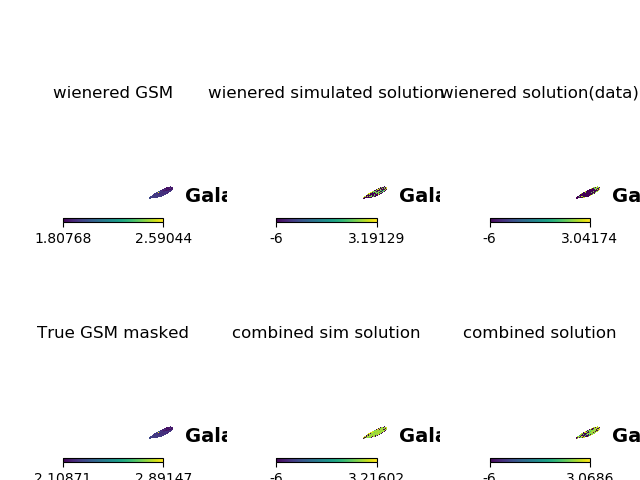 wienered GSM
wienered simulated solution
wienered solution(data)
Gala
Gala
Ga
1.80768 2.59044
-6 3.19129
-6 3.04174
True GSM masked
combined sim solution
combined solution
Gala
Gala
Ga
2.10871 2.89147
-6 3.21602
-6 3.0686